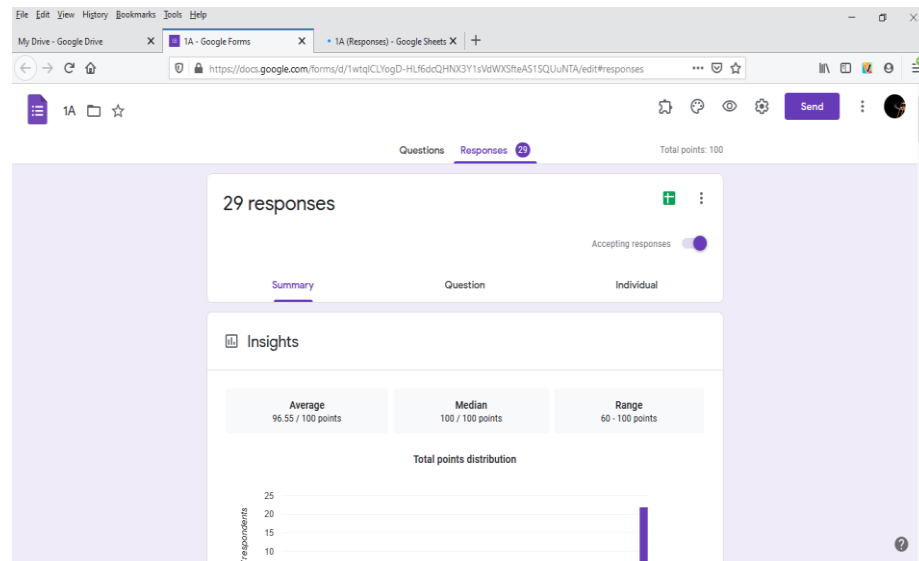 File Edit View History Bookmarks Tools Help
My Drive - Google Drive 1A - Google Forms • 1A (Responses) - Google Sheets
https://docs.google.com/forms/d/1wtqICLYogD-HLf6dcQHNX3Y1sVdWXSfteAS1SQUuNTA/edit#responses
1A Send
Questions Responses 29 Total points: 100
29 responses
Accepting responses
Summary Question Individual
Insights
Average Median Range
96.55 / 100 points 100 / 100 points 60 - 100 points
Total points distribution
25
20
15
10
respondents